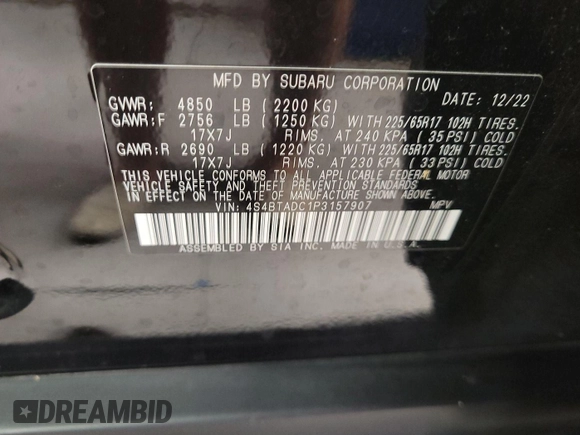 MFD BY SUBARU CORPORATION
GVWR: 4850 LB (2200 KG) DATE: 12/22
GAWR:F 2756 LB (1250 KG) WITH 225/65R17 102H TIRES.
17X7J RIMS. AT 240 KPA (35 PSI) COLD
GAWR:R 2690 LB (1220 KG) WITH 225/65R17 102H TIRES.
17X7J RIMS. AT 230 KPA (33 PSI) COLD
THIS VEHICLE CONFORMS TO ALL APPLICABLE FEDERAL MOTOR
VEHICLE SAFETY AND THEFT PREVENTION STANDARDS
IN EFFECT ON THE DATE OF MANUFACTURE SHOWN ABOVE.
VIN: 4S4BTADC1P3157907 MPV
ASSEMBLED BY SIA INC. MADE IN U.S.A.
DREAMBID